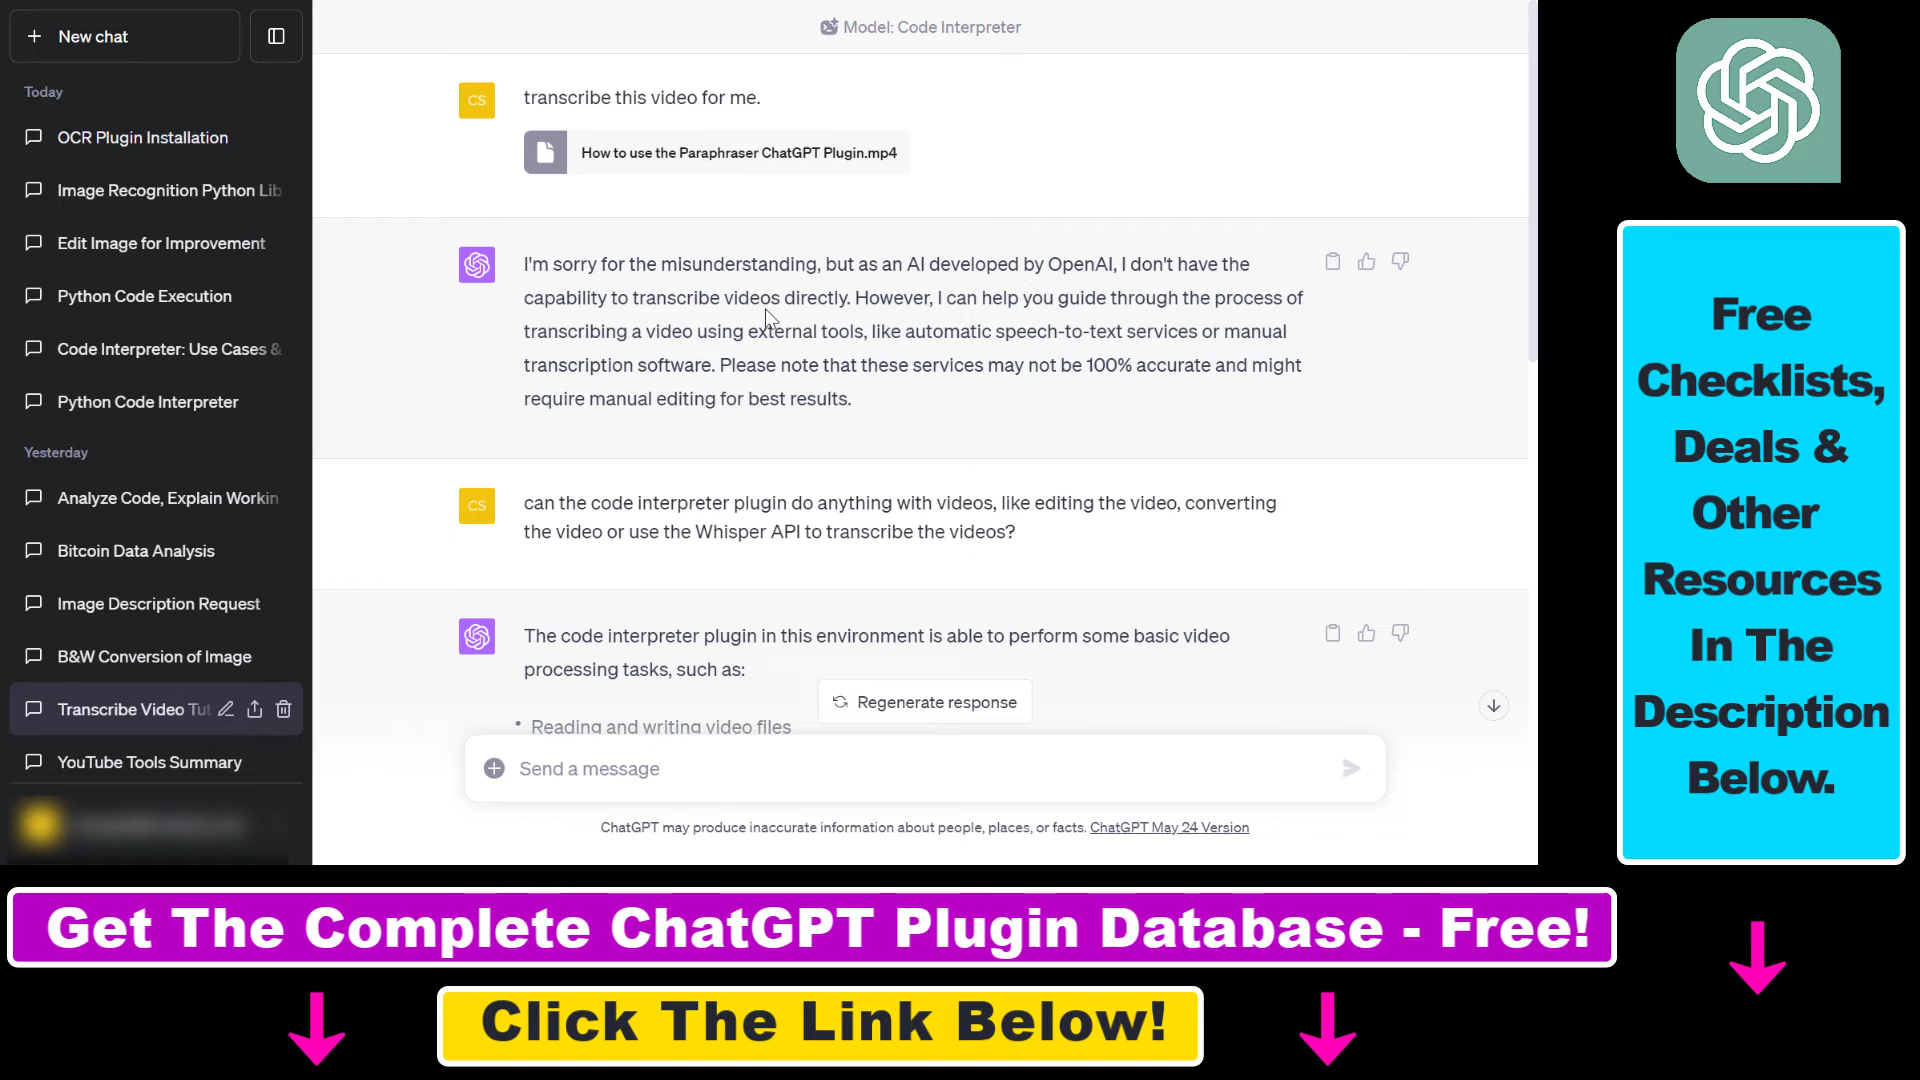 New chat
Today
OCR Plugin Installation
Image Recognition Python Lib
Edit Image for Improvement
Python Code Execution
Code Interpreter: Use Cases &
Python Code Interpreter
Yesterday
Analyze Code, Explain Workin
Bitcoin Data Analysis
Image Description Request
B&W Conversion of Image
Transcribe Video Tut
YouTube Tools Summary
Model: Code Interpreter
CS
transcribe this video for me.
How to use the Paraphraser ChatGPT Plugin.mp4
I'm sorry for the misunderstanding, but as an AI developed by OpenAI, I don't have the
capability to transcribe videos directly. However, I can help you guide through the process of
transcribing a video using external tools, like automatic speech-to-text services or manual
transcription software. Please note that these services may not be 100% accurate and might
require manual editing for best results.
CS
can the code interpreter plugin do anything with videos, like editing the video, converting
the video or use the Whisper API to transcribe the videos?
The code interpreter plugin in this environment is able to perform some basic video
processing tasks, such as:
• Reading and writing video files
Regenerate response
Send a message
ChatGPT may produce inaccurate information about people, places, or facts. ChatGPT May 24 Version
Free
Checklists,
Deals &
Other
Resources
In The
Description
Below.
Get The Complete ChatGPT Plugin Database - Free!
Click The Link Below!